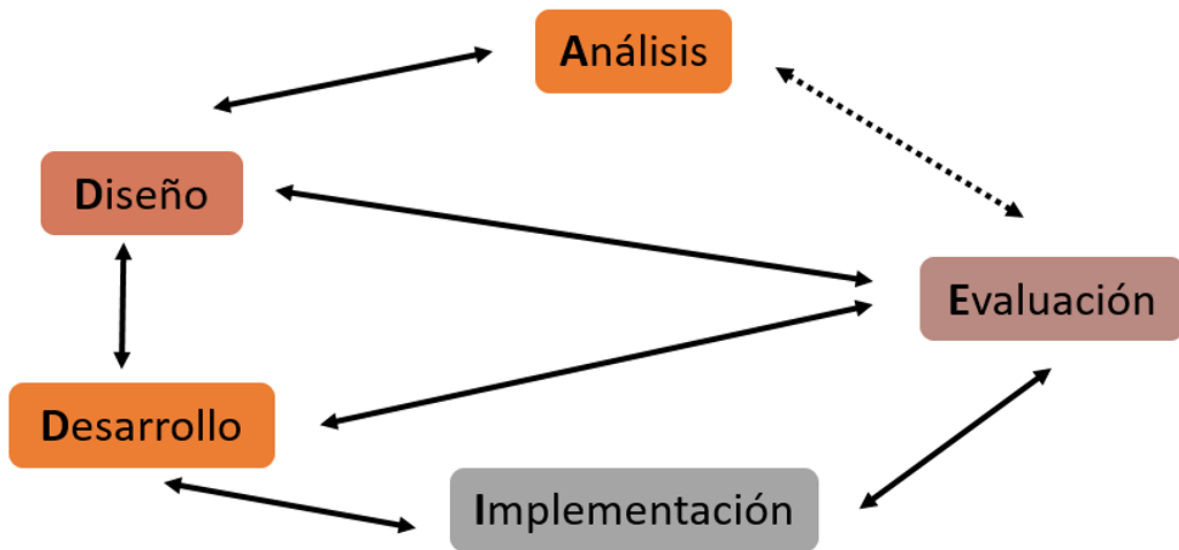 Análisis
Diseño
Evaluación
Desarrollo
Implementación